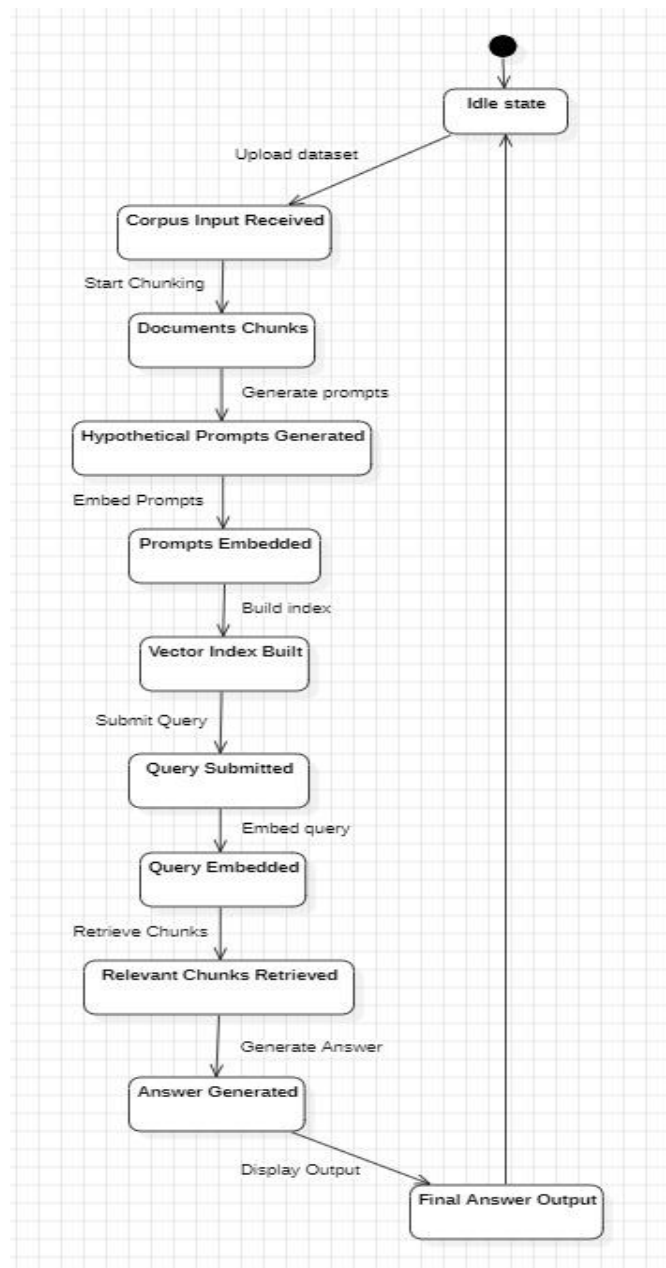 Idle state
Upload dataset
Corpus Input Received
Start Chunking
Documents Chunks
Generate prompts
Hypothetical Prompts Generated
Embed Prompts
Prompts Embedded
Build index
Vector Index Built
Submit Query
Query Submitted
Embed query
Query Embedded
Retrieve Chunks
Relevant Chunks Retrieved
Generate Answer
Answer Generated
Display Output
Final Answer Output